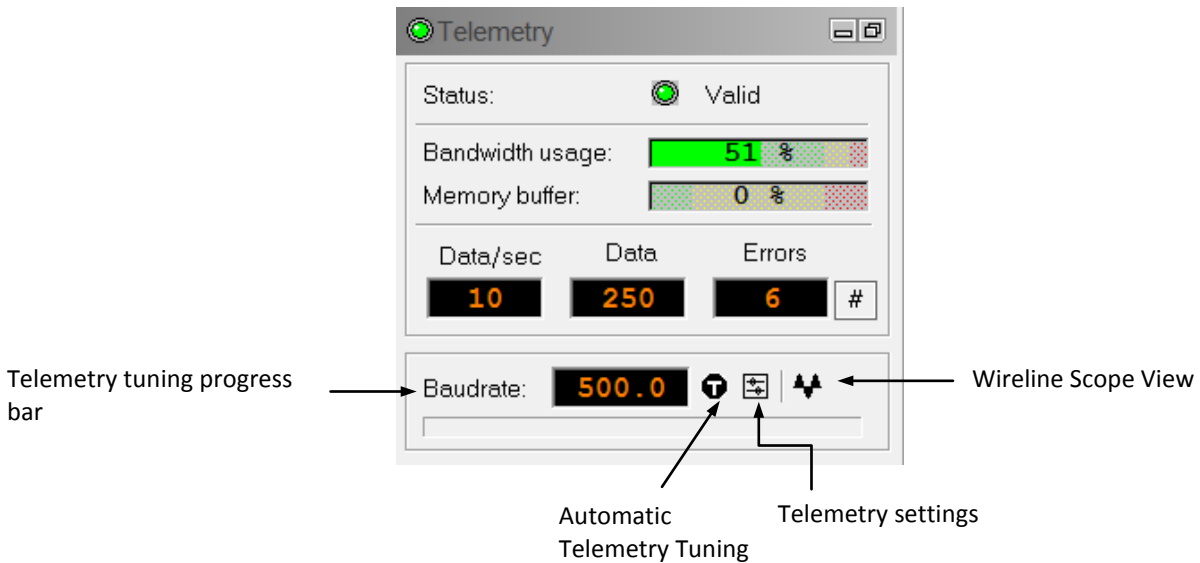 Telemetry
Status: Valid
Bandwidth usage: 51 %
Memory buffer: 0 %
Data/sec Data Errors
10 250 6 #
Telemetry tuning progress
bar
Baudrate: 500.0 T
Wireline Scope View
Automatic
Telemetry Tuning
Telemetry settings